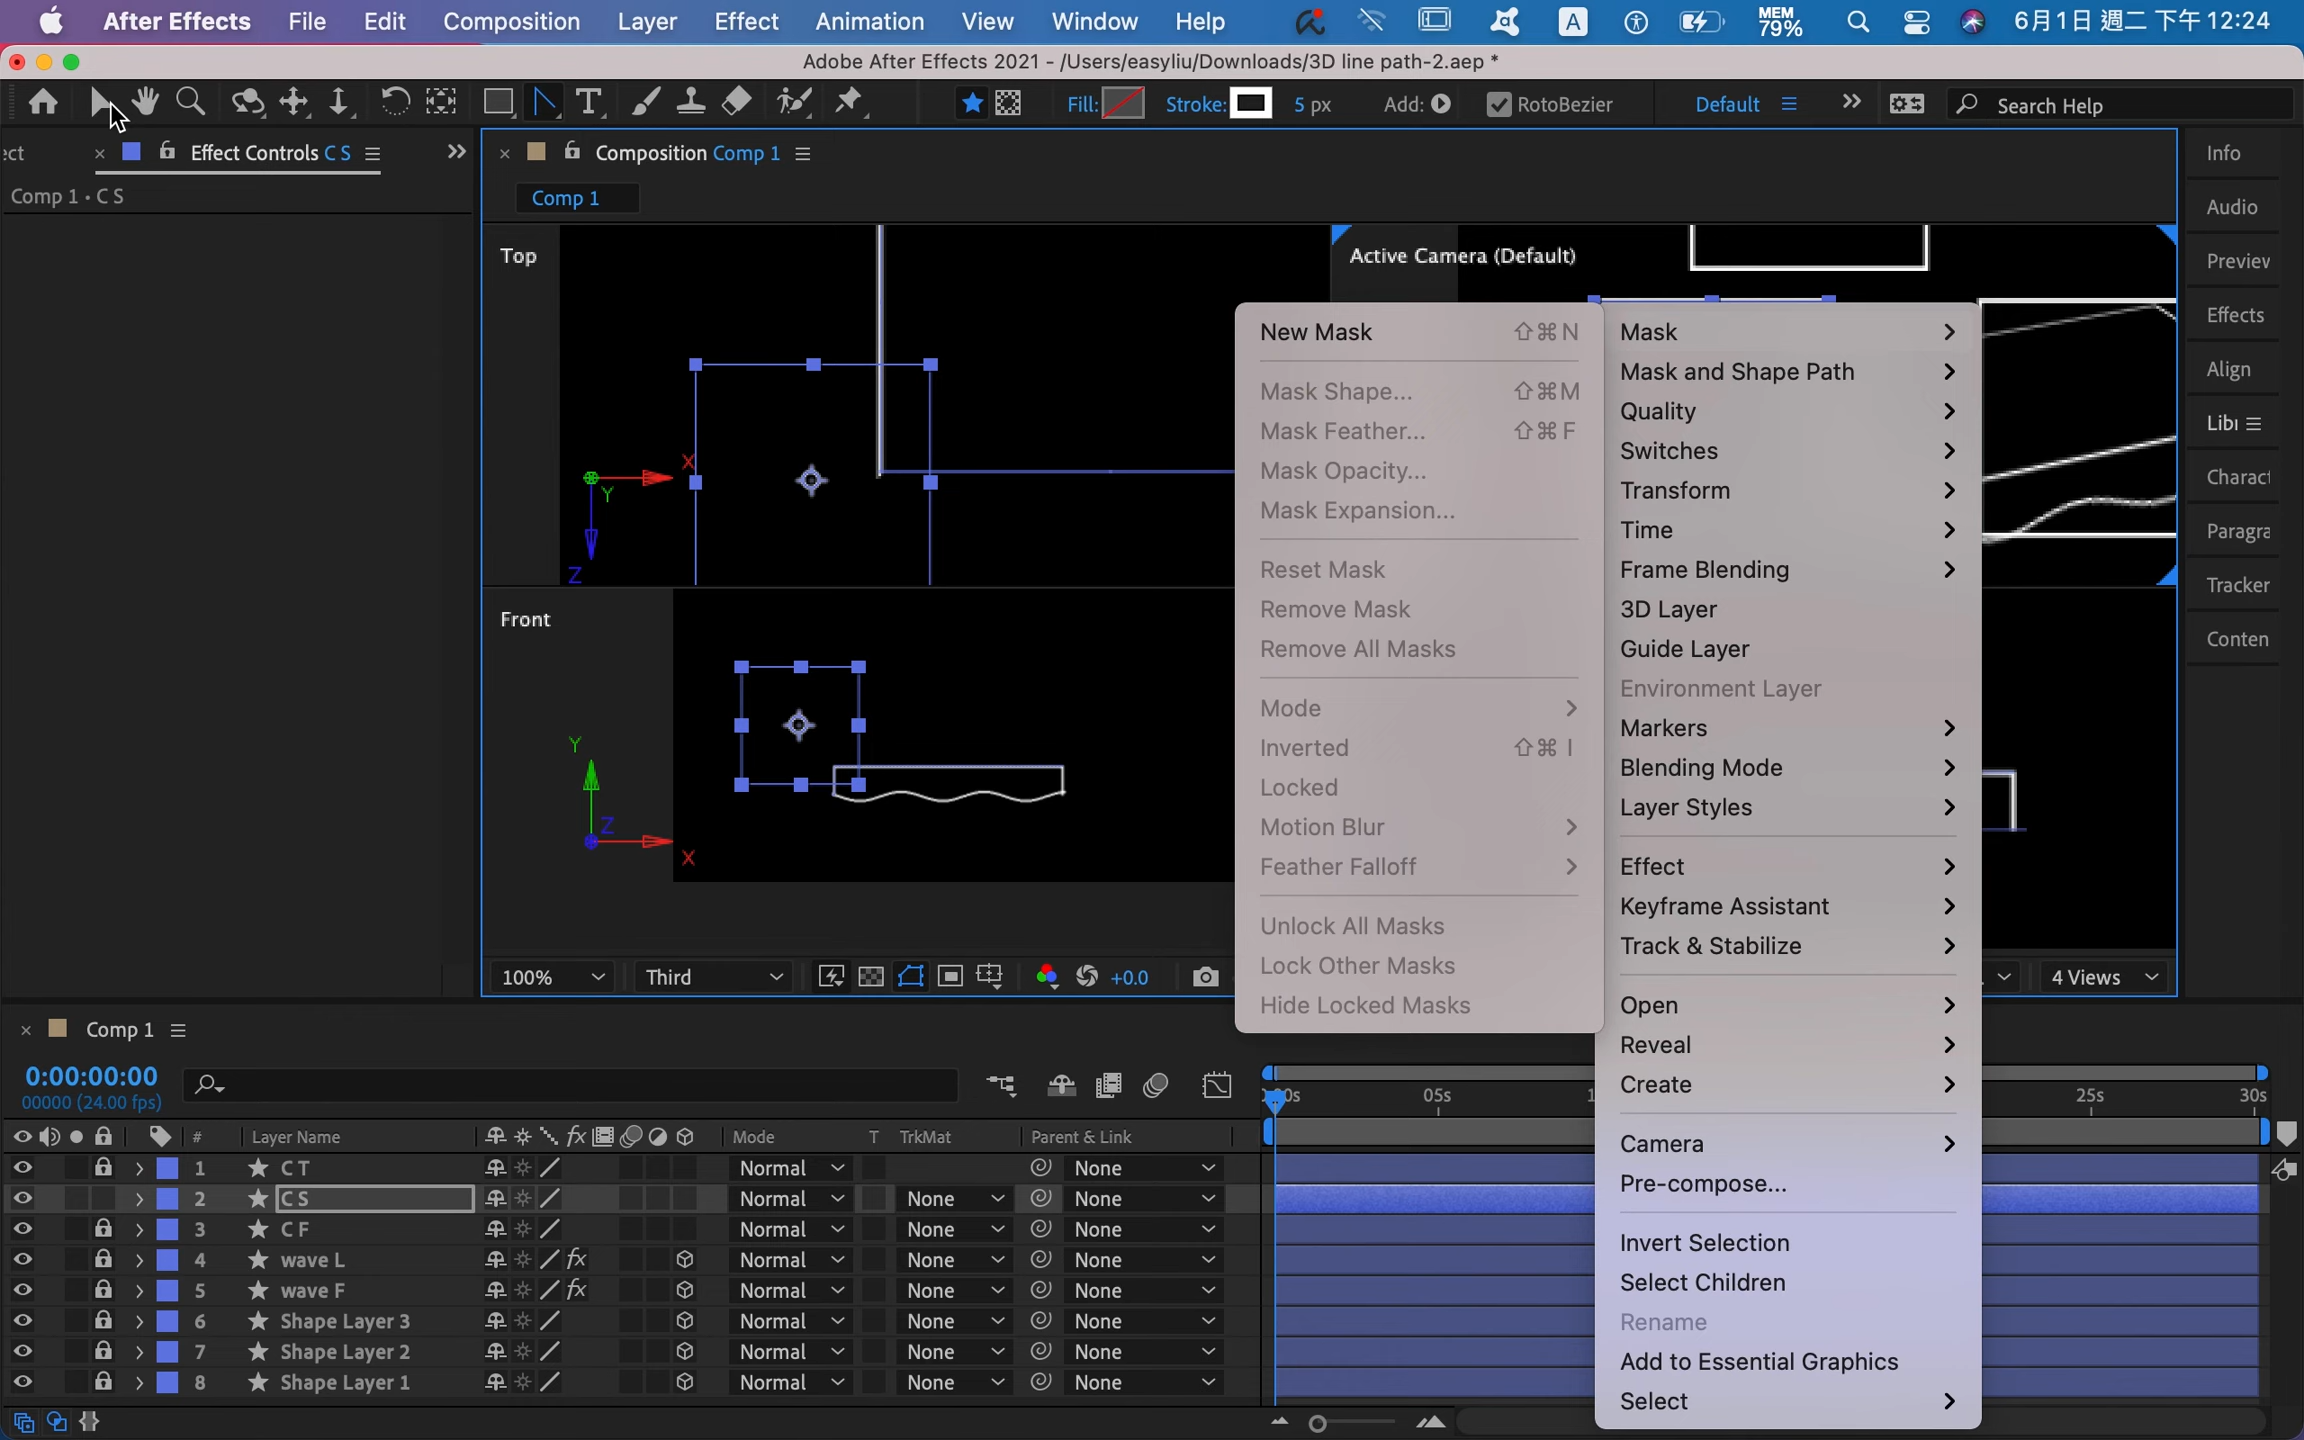 After Effects File Edit Composition Layer Effect Animation View Window Help A MEM 79% 6月1日 週二 下午12:24
Adobe After Effects 2021 - /Users/easyliu/Downloads/3D line path-2.aep *
Fill: Stroke: 5 px Add: RotoBezier Default Search Help
ect Effect Controls C S
Comp 1 • C S
Composition Comp 1
Comp 1
Top
X
Y
Z
Active Camera (Default)
Front
Y
Z
X
New Mask ⇧⌘N
Mask Shape... ⇧⌘M
Mask Feather... ⇧⌘F
Mask Opacity...
Mask Expansion...
Reset Mask
Remove Mask
Remove All Masks
Mode
Inverted ⇧⌘I
Locked
Motion Blur
Feather Falloff
Unlock All Masks
Lock Other Masks
Hide Locked Masks
Mask
Mask and Shape Path
Quality
Switches
Transform
Time
Frame Blending
3D Layer
Guide Layer
Environment Layer
Markers
Blending Mode
Layer Styles
Effect
Keyframe Assistant
Track & Stabilize
Open
Reveal
Create
Camera
Pre-compose...
Invert Selection
Select Children
Rename
Add to Essential Graphics
Select
Info
Audio
Preview
Effects
Align
Libr
Charact
Paragra
Tracker
Conten
100% Third +0.0 4 Views
Comp 1
0:00:00:00
00000 (24.00 fps)
05s 25s 30s
# Layer Name fx Mode T TrkMat Parent & Link
1 C T Normal None
2 C S Normal None None
3 C F Normal None None
4 wave L fx Normal None None
5 wave F fx Normal None None
6 Shape Layer 3 Normal None None
7 Shape Layer 2 Normal None None
8 Shape Layer 1 Normal None None